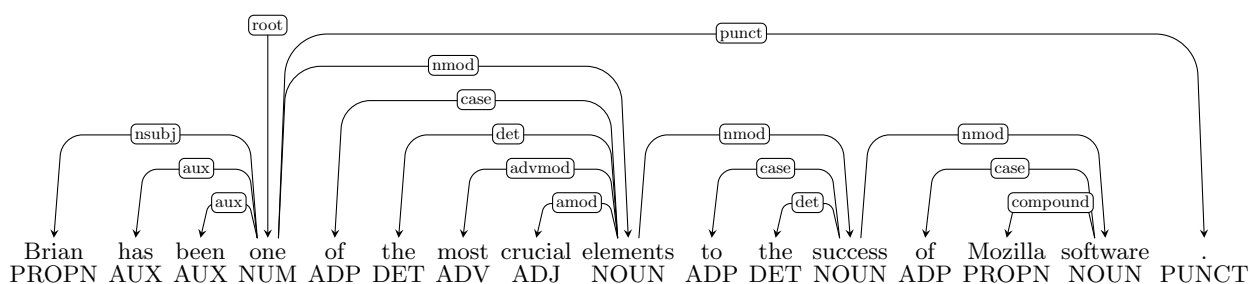 root
punct
nmod
case
nsubj det nmod nmod
aux advmod case case
aux amod det compound
Brian has been one of the most crucial elements to the success of Mozilla software .
PROPN AUX AUX NUM ADP DET ADV ADJ NOUN ADP DET NOUN ADP PROPN NOUN PUNCT